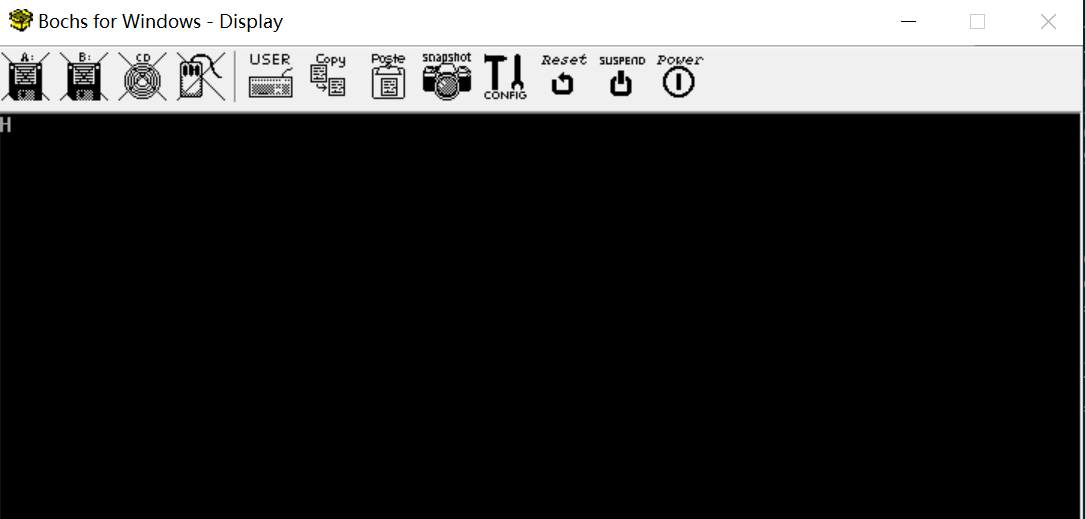 Bochs for Windows - Display
A: B: CD USER Copy Paste snapshot CONFIG Reset SUSPEND Power
H